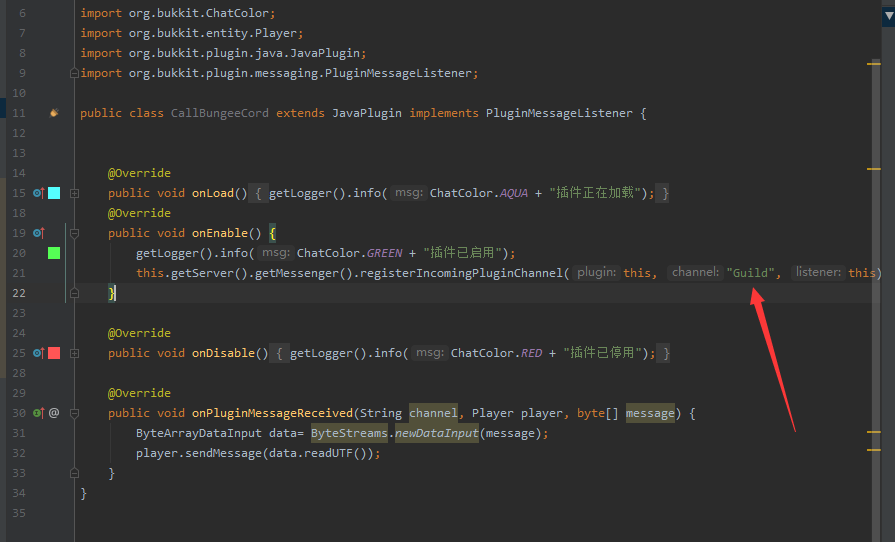 6 import org.bukkit.ChatColor;
7 import org.bukkit.entity.Player;
8 import org.bukkit.plugin.java.JavaPlugin;
9 import org.bukkit.plugin.messaging.PluginMessageListener;
10
11 public class CallBungeeCord extends JavaPlugin implements PluginMessageListener {
12
13
14 @Override
15 public void onLoad() { getLogger().info( msg: ChatColor.AQUA + "插件正在加载"); }
18 @Override
19 public void onEnable() {
20 getLogger().info( msg: ChatColor.GREEN + "插件已启用");
21 this.getServer().getMessenger().registerIncomingPluginChannel( plugin: this, channel: "Guild", listener: this)
22 }
23
24 @Override
25 public void onDisable() { getLogger().info( msg: ChatColor.RED + "插件已停用"); }
28
29 @Override
30 @ public void onPluginMessageReceived(String channel, Player player, byte[] message) {
31 ByteArrayDataInput data= ByteStreams.newDataInput(message);
32 player.sendMessage(data.readUTF());
33 }
34 }
35